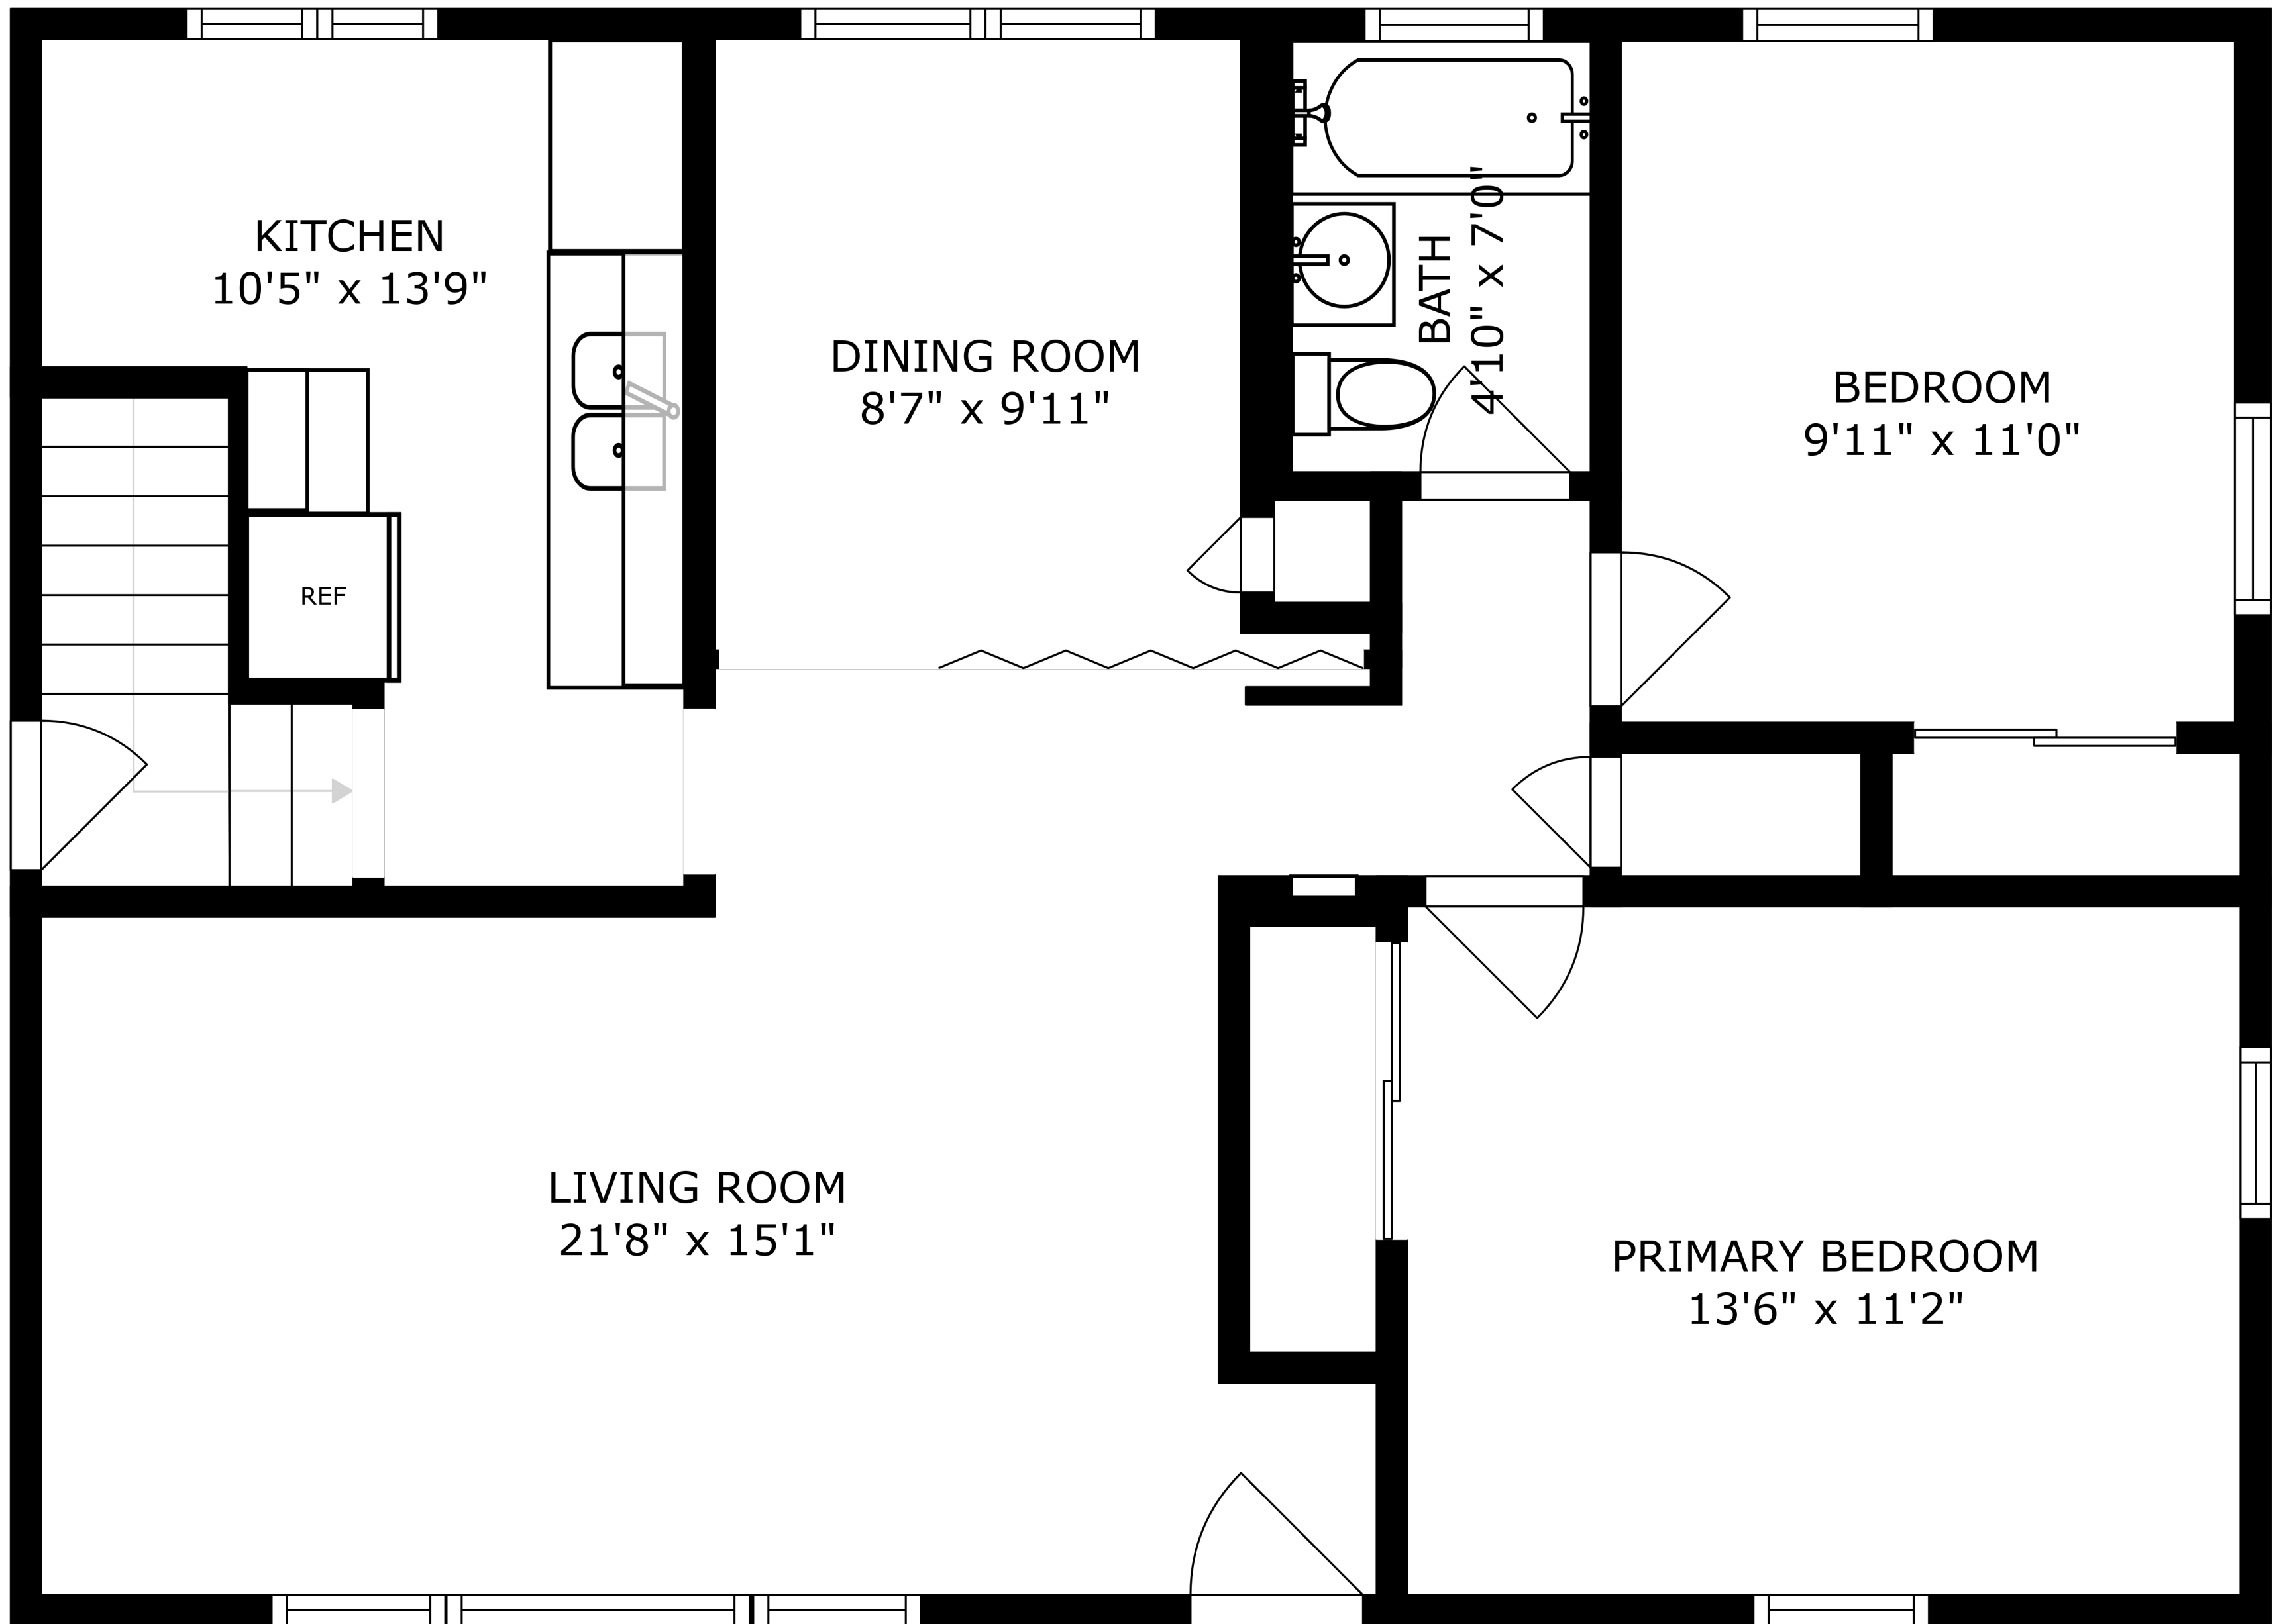 KITCHEN
10'5" x 13'9"
DINING ROOM
8'7" x 9'11"
BATH
4'10" x 7'0"
BEDROOM
9'11" x 11'0"
REF
LIVING ROOM
21'8" x 15'1"
PRIMARY BEDROOM
13'6" x 11'2"